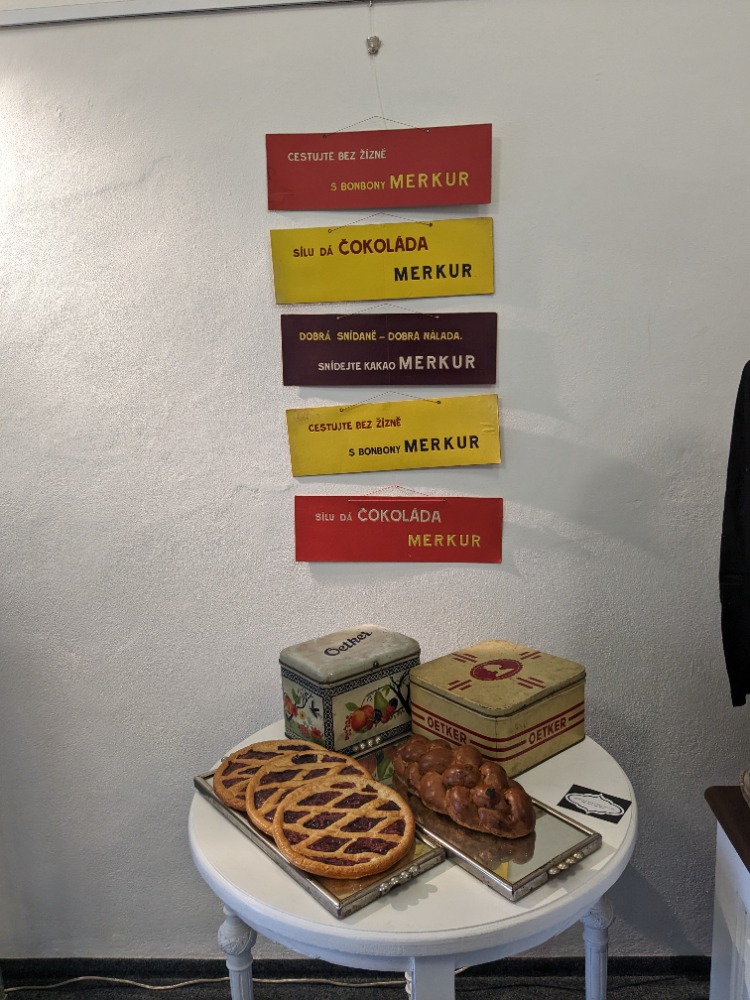 CESTUJTE BEZ ŽÍZNĚ
S BONBONY MERKUR
SÍLU DÁ ČOKOLÁDA
MERKUR
DOBRÁ SNÍDANĚ – DOBRA NÁLADA.
SNÍDEJTE KAKAO MERKUR
CESTUJTE BEZ ŽÍZNĚ
S BONBONY MERKUR
SÍLU DÁ ČOKOLÁDA
MERKUR
Oetker
OETKER
OETKER